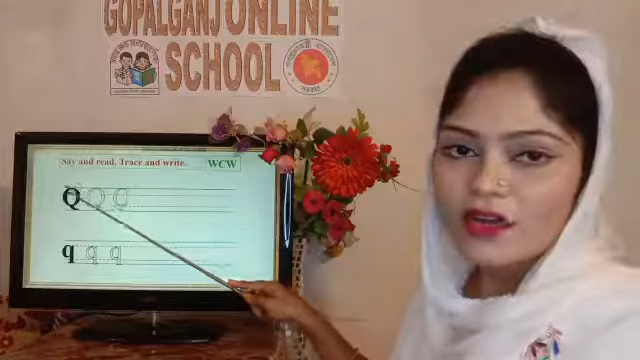 GOPALGANJ ONLINE
SCHOOL
Say and read. Trace and write.
WCW
Q Q Q
q q q